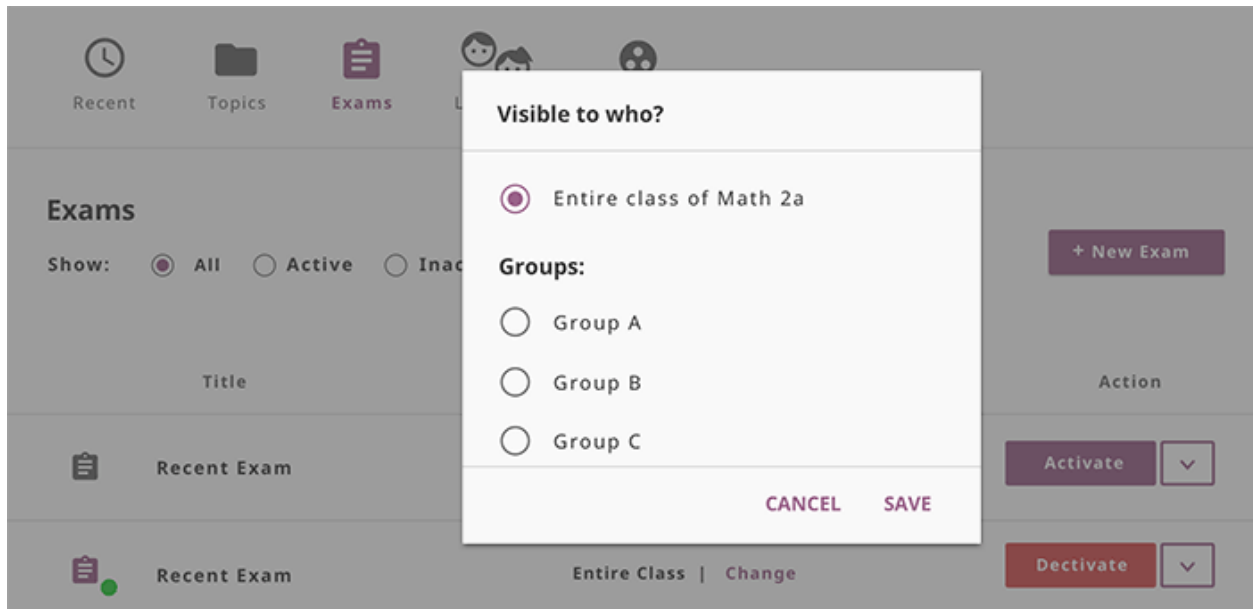 Recent Topics Exams L
Visible to who?
Entire class of Math 2a
Exams
Show: All Active Inac
+ New Exam
Groups:
Group A
Group B
Group C
Title Action
Recent Exam Activate
CANCEL SAVE
Recent Exam Entire Class | Change Dectivate